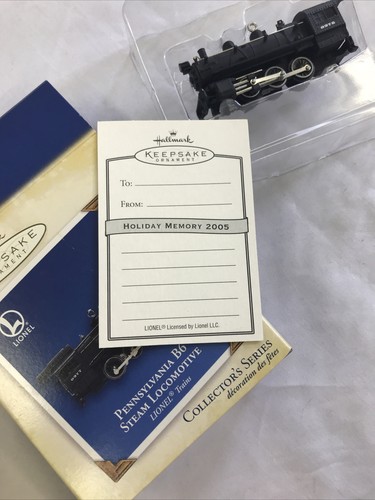 Hallmark
KEEPSAKE
ORNAMENT
TO:
FROM:
HOLIDAY MEMORY 2005
LIONEL® Licensed by Lionel LLC.
LIONEL
PENNSYLVANIA B6
STEAM LOCOMOTIVE
LIONEL® Trains
COLLECTOR'S SERIES
décoration des fêtes